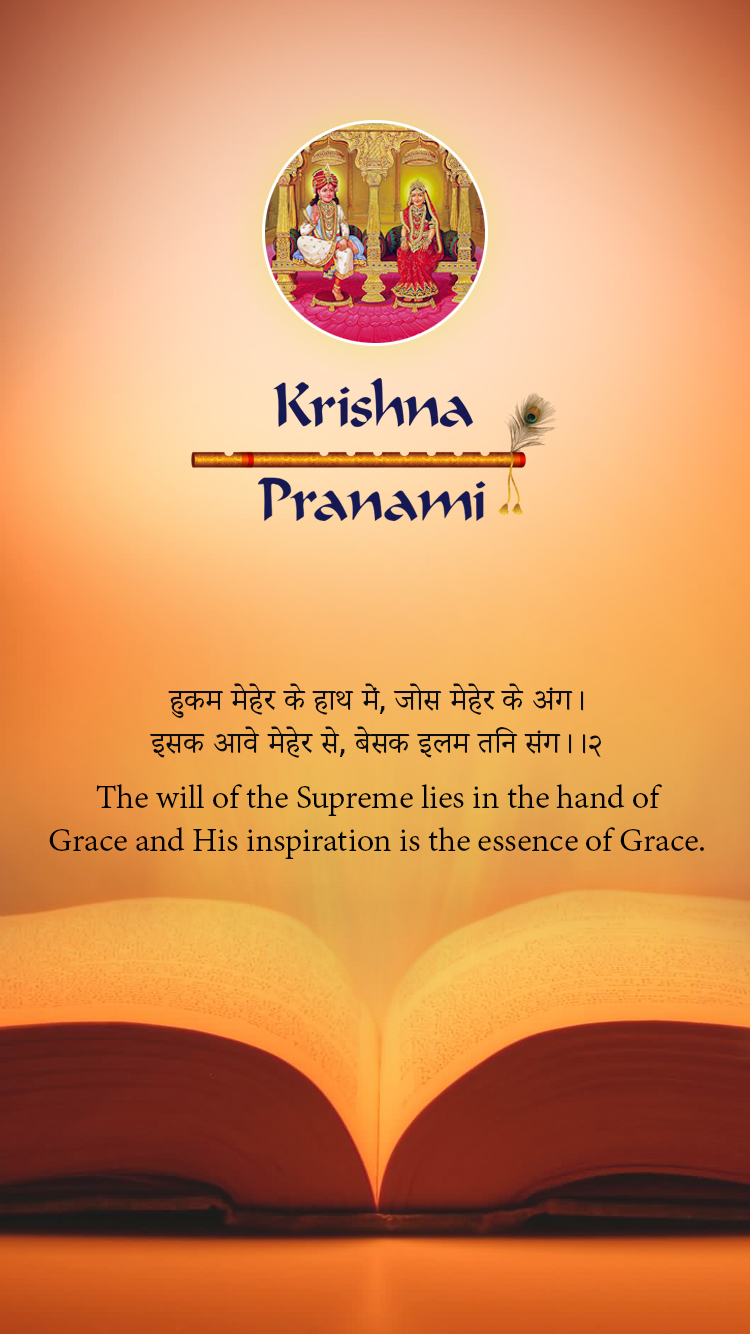 Krishna
Pranami
हुकम मेहेर के हाथ में, जोस मेहेर के अंग।
इसक आवे मेहेर से, बेसक इलम तनि संग।।२
The will of the Supreme lies in the hand of
Grace and His inspiration is the essence of Grace.